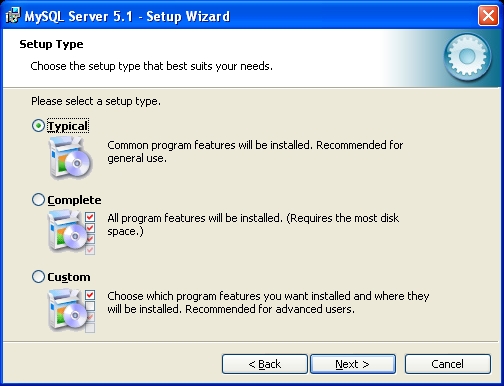 MySQL Server 5.1 - Setup Wizard
Setup Type
Choose the setup type that best suits your needs.
Please select a setup type.
Typical
Common program features will be installed. Recommended for
general use.
Complete
All program features will be installed. (Requires the most disk
space.)
Custom
Choose which program features you want installed and where they
will be installed. Recommended for advanced users.
< Back Next > Cancel